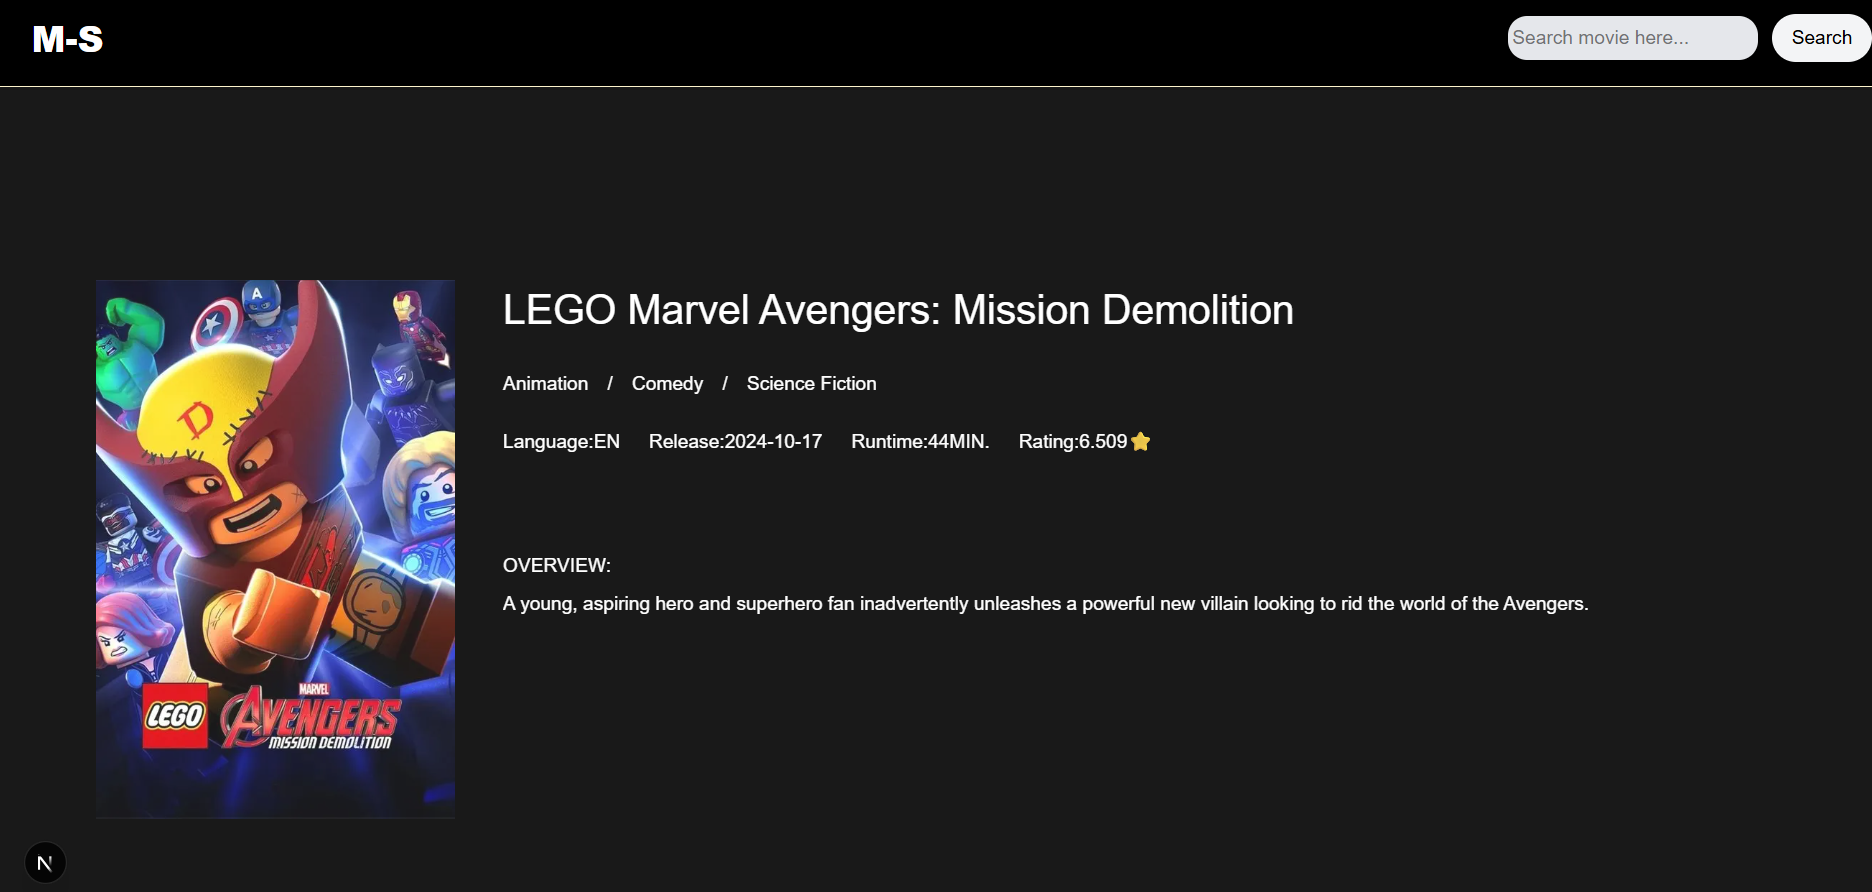 M-S
Search movie here...
Search
LEGO Marvel Avengers: Mission Demolition
Animation / Comedy / Science Fiction
Language:EN Release:2024-10-17 Runtime:44MIN. Rating:6.509
OVERVIEW:
A young, aspiring hero and superhero fan inadvertently unleashes a powerful new villain looking to rid the world of the Avengers.
A
D
LEGO
MARVEL
AVENGERS
MISSION DEMOLITION
N